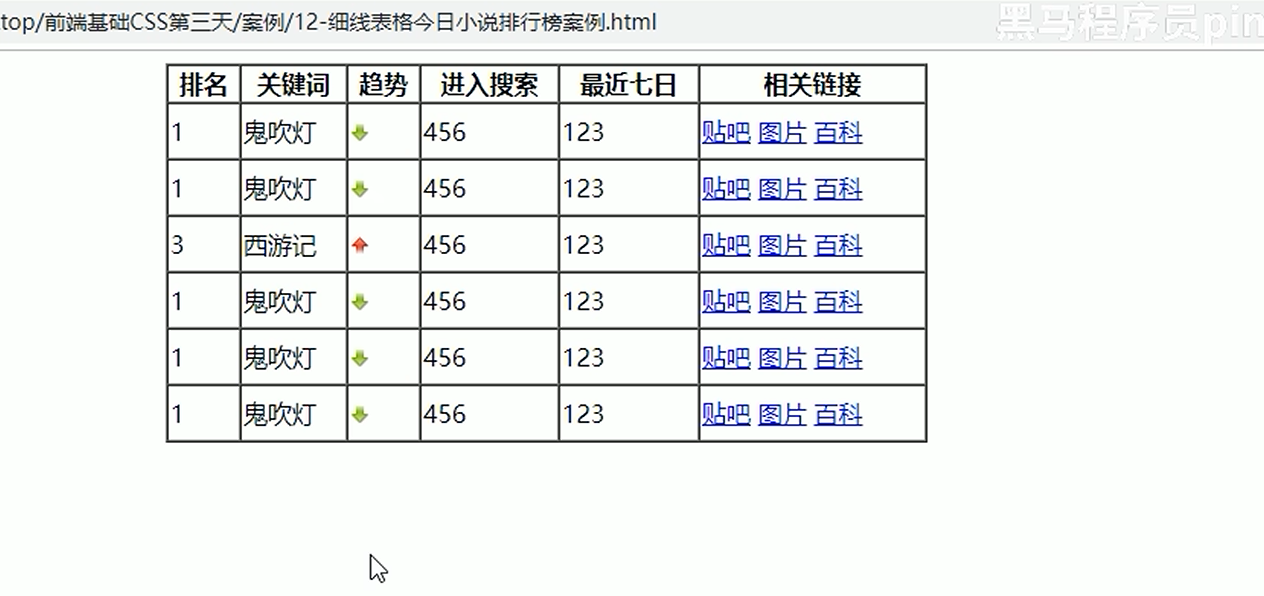 top/前端基础CSS第三天/案例/12-细线表格今日小说排行榜案例.html
黑马程序员pin
排名 关键词 趋势 进入搜索 最近七日 相关链接
1 鬼吹灯 456 123 贴吧 图片 百科
1 鬼吹灯 456 123 贴吧 图片 百科
3 西游记 456 123 贴吧 图片 百科
1 鬼吹灯 456 123 贴吧 图片 百科
1 鬼吹灯 456 123 贴吧 图片 百科
1 鬼吹灯 456 123 贴吧 图片 百科